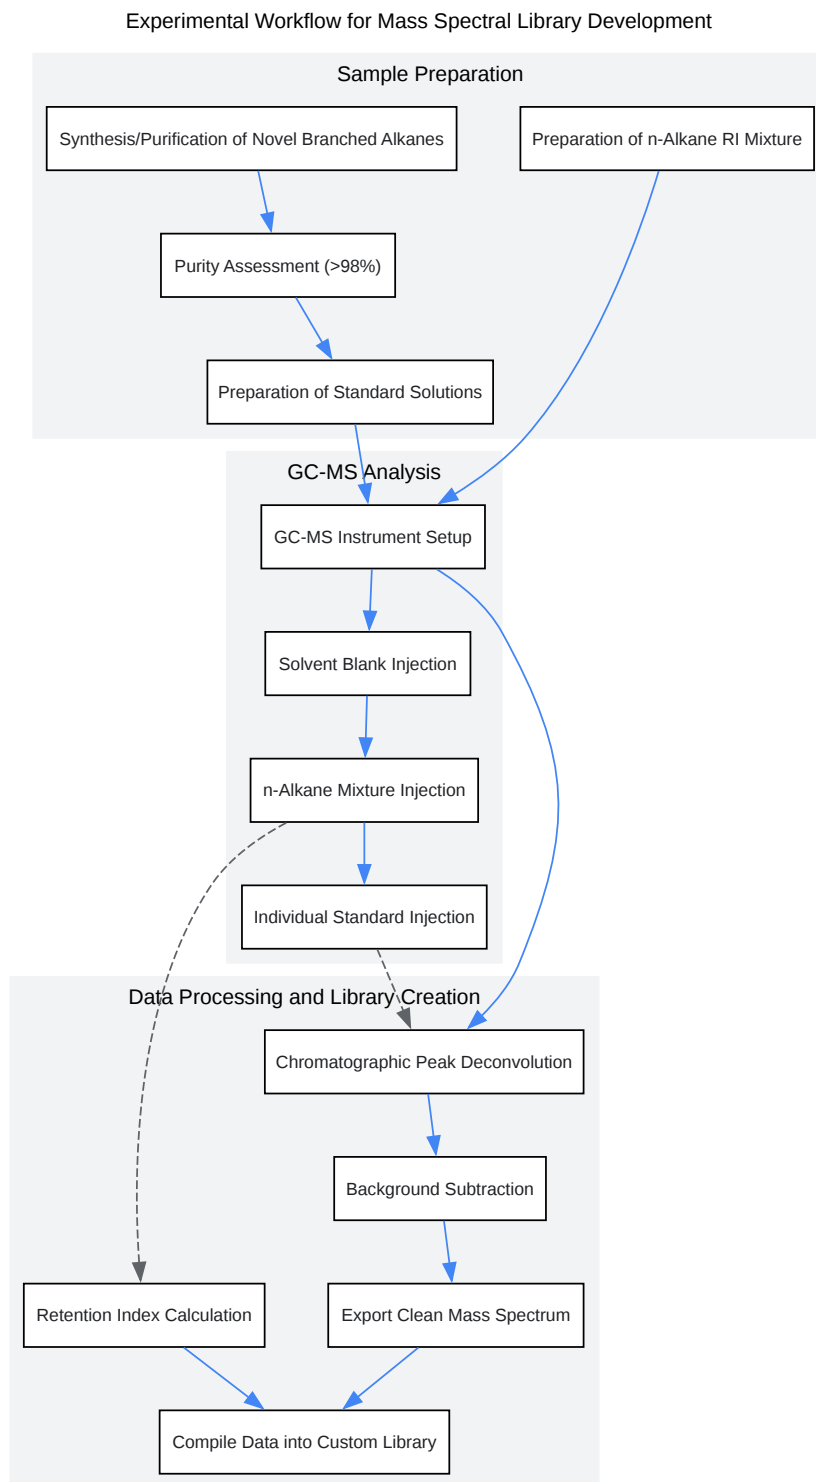 Experimental Workflow for Mass Spectral Library Development
Sample Preparation
Synthesis/Purification of Novel Branched Alkanes
Preparation of n-Alkane RI Mixture
Purity Assessment (>98%)
Preparation of Standard Solutions
GC-MS Analysis
GC-MS Instrument Setup
Solvent Blank Injection
n-Alkane Mixture Injection
Individual Standard Injection
Data Processing and Library Creation
Chromatographic Peak Deconvolution
Background Subtraction
Retention Index Calculation
Export Clean Mass Spectrum
Compile Data into Custom Library